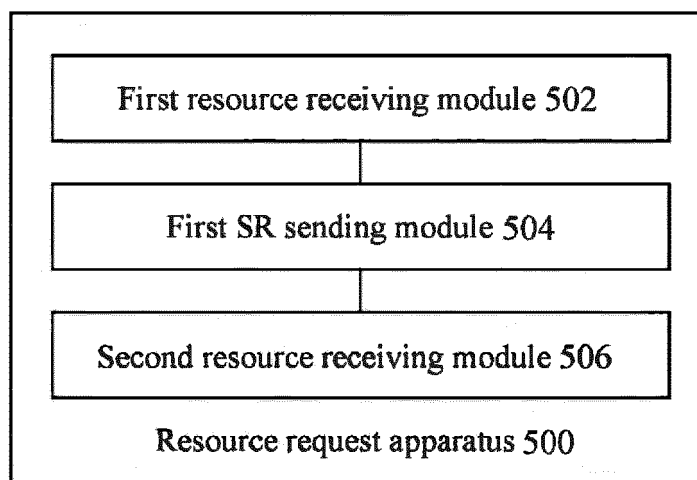 First resource receiving module 502
First SR sending module 504
Second resource receiving module 506
Resource request apparatus 500